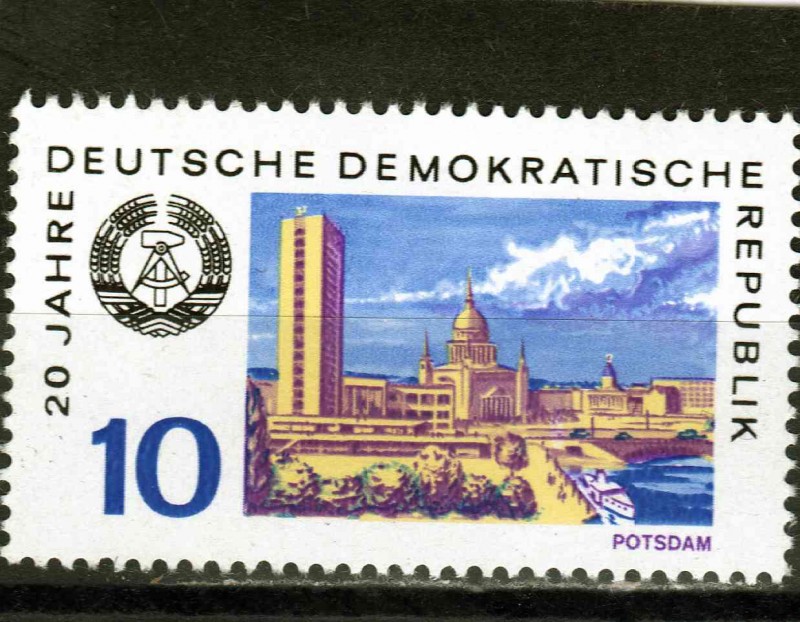 20 JAHRE
DEUTSCHE DEMOKRATISCHE
REPUBLIK
10
POTSDAM